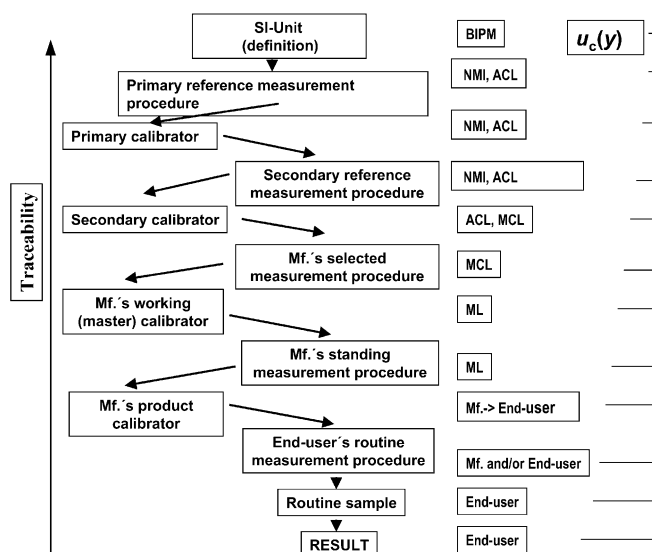 SI-Unit
(definition)
BIPM
u_c(y)
Primary reference measurement
procedure
NMI, ACL
Primary calibrator
NMI, ACL
Secondary reference
measurement procedure
NMI, ACL
Traceability
Secondary calibrator
ACL, MCL
Mf.´s selected
measurement procedure
MCL
Mf.´s working
(master) calibrator
ML
Mf.´s standing
measurement procedure
ML
Mf.´s product
calibrator
Mf.-> End-user
End-user´s routine
measurement procedure
Mf. and/or End-user
Routine sample
End-user
RESULT
End-user